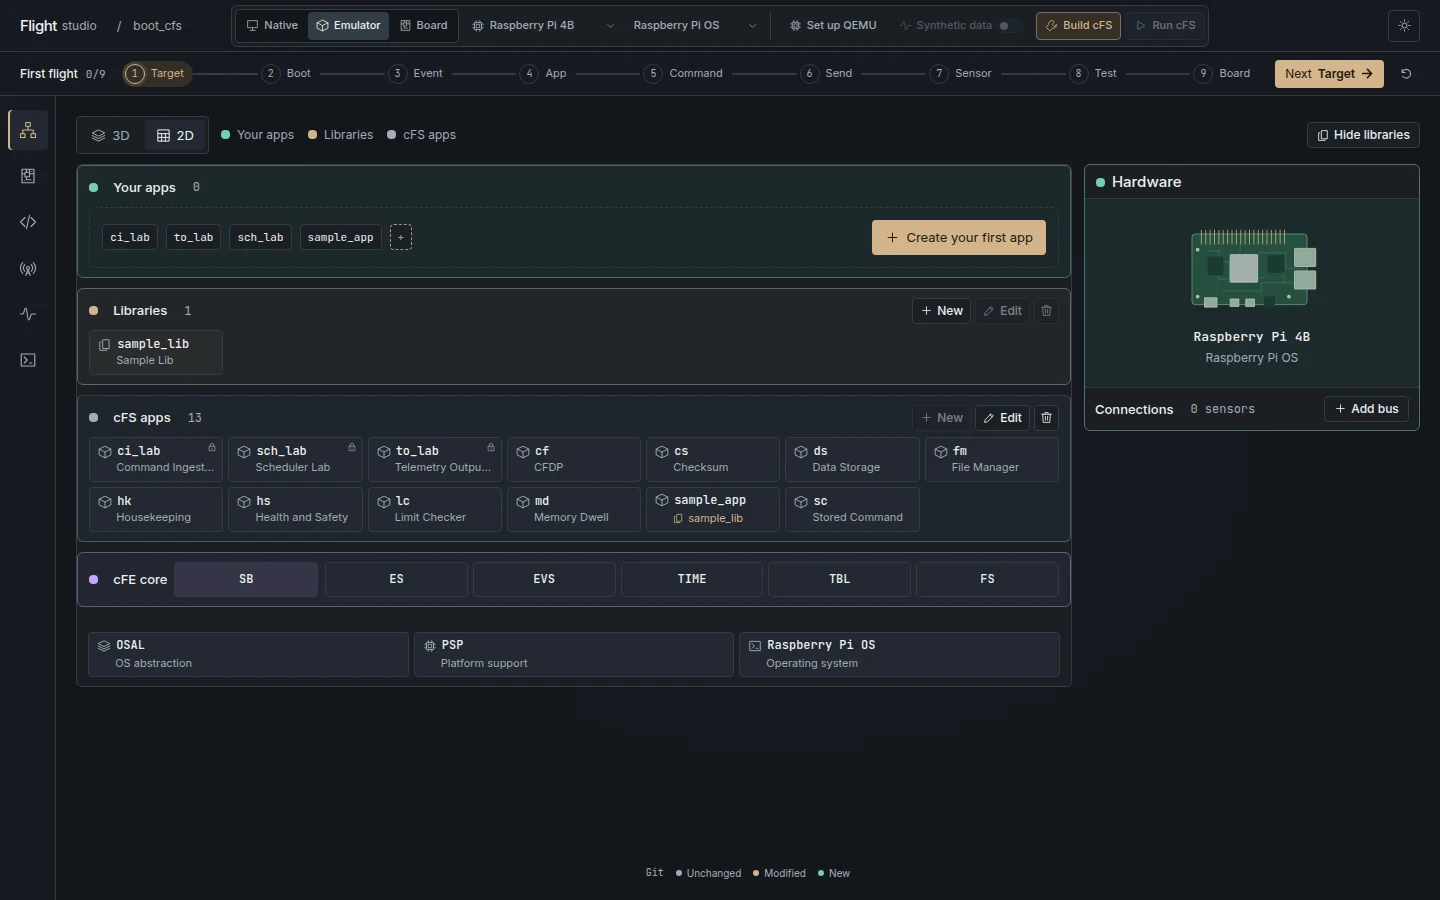 Flight studio / boot_cfs Native Emulator Board Raspberry Pi 4B Raspberry Pi OS Set up QEMU Synthetic data Build cFS Run cFS
First flight 0/9 1 Target 2 Boot 3 Event 4 App 5 Command 6 Send 7 Sensor 8 Test 9 Board Next Target →
3D 2D Your apps Libraries cFS apps Hide libraries
Your apps 0
ci_lab to_lab sch_lab sample_app + + Create your first app
Libraries 1 + New Edit
sample_lib
Sample Lib
cFS apps 13 + New Edit
ci_lab sch_lab to_lab cf cs ds fm
Command Ingest... Scheduler Lab Telemetry Outpu... CFDP Checksum Data Storage File Manager
hk hs lc md sample_app sc
Housekeeping Health and Safety Limit Checker Memory Dwell sample_lib Stored Command
cFE core SB ES EVS TIME TBL FS
OSAL PSP Raspberry Pi OS
OS abstraction Platform support Operating system
Hardware
Raspberry Pi 4B
Raspberry Pi OS
Connections 0 sensors + Add bus
Git Unchanged Modified New